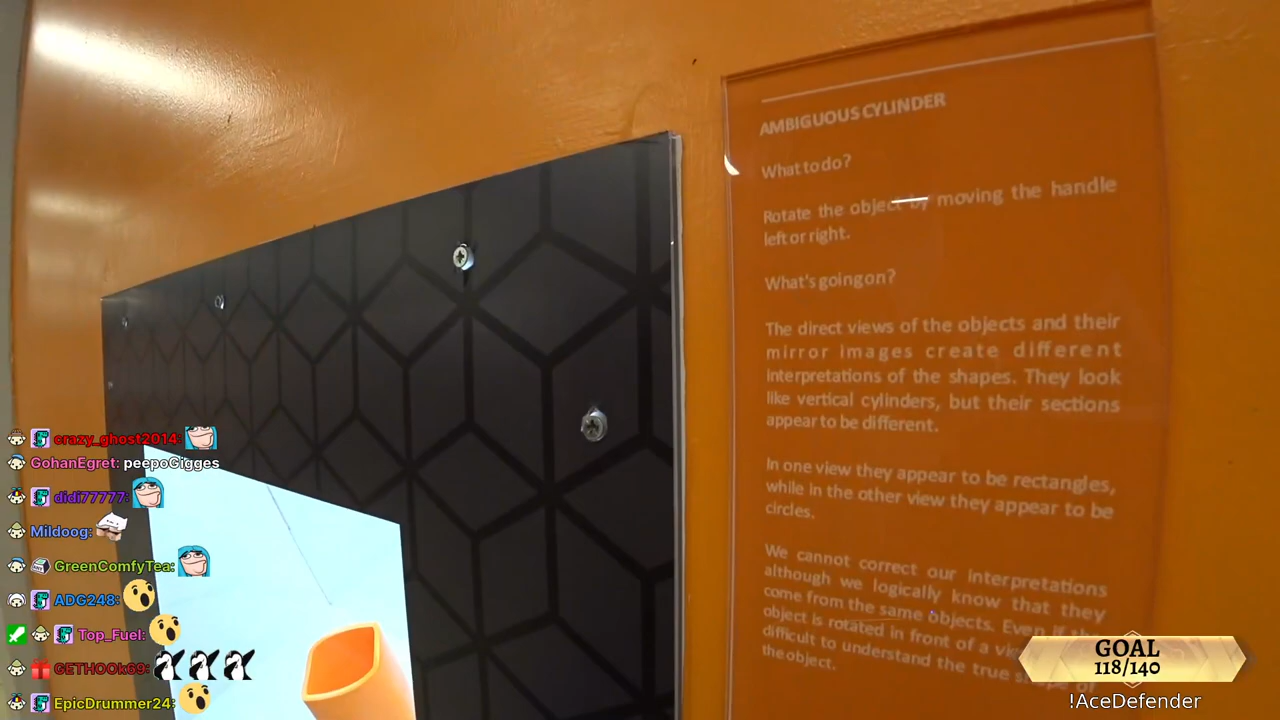 AMBIGUOUS CYLINDER
What to do?
Rotate the object by moving the handle
left or right.
What's going on?
The direct views of the objects and their
mirror images create different
interpretations of the shapes. They look
like vertical cylinders, but their sections
appear to be different.
In one view they appear to be rectangles,
while in the other view they appear to be
circles.
We cannot correct our interpretations
although we logically know that they
come from the same objects. Even if the
object is rotated in front of a
difficult to understand the true shape of
the object.
crazy_ghost2014:
GohanEgret: peepoGigges
didi77777:
Mildoog:
GreenComfyTea:
ADG248:
Top_Fuel:
GETHOOk69:
EpicDrummer24:
GOAL
118/140
!AceDefender